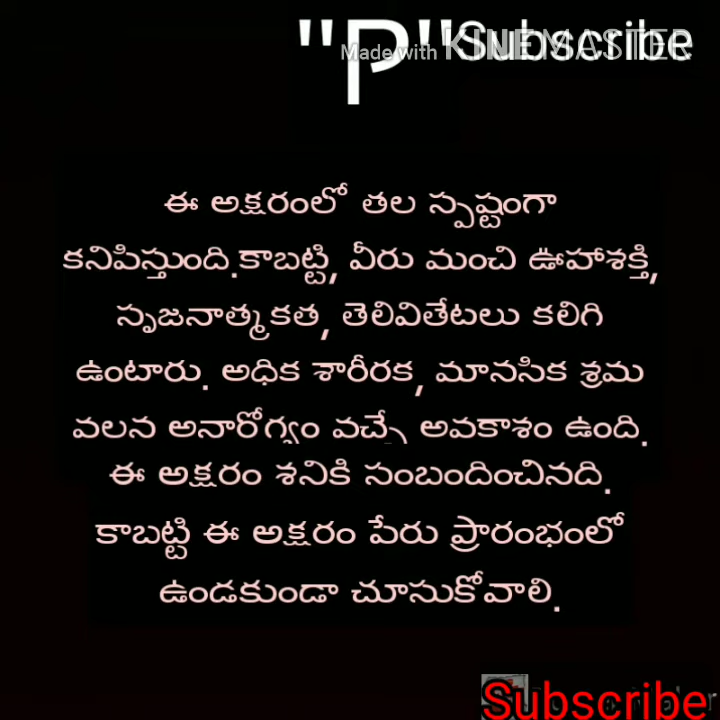 "P"
Subscribe
Made with KINEMASTER
ఈ అక్షరంలో తల స్పష్టంగా
కనిపిస్తుంది.కాబట్టి, వీరు మంచి ఊహాశక్తి,
సృజనాత్మకత, తెలివితేటలు కలిగి
ఉంటారు. అధిక శారీరక, మానసిక శ్రమ
వలన అనారోగ్యం వచ్చే అవకాశం ఉంది.
ఈ అక్షరం శనికి సంబందించినది.
కాబట్టి ఈ అక్షరం పేరు ప్రారంభంలో
ఉండకుండా చూసుకోవాలి.
Subscribe